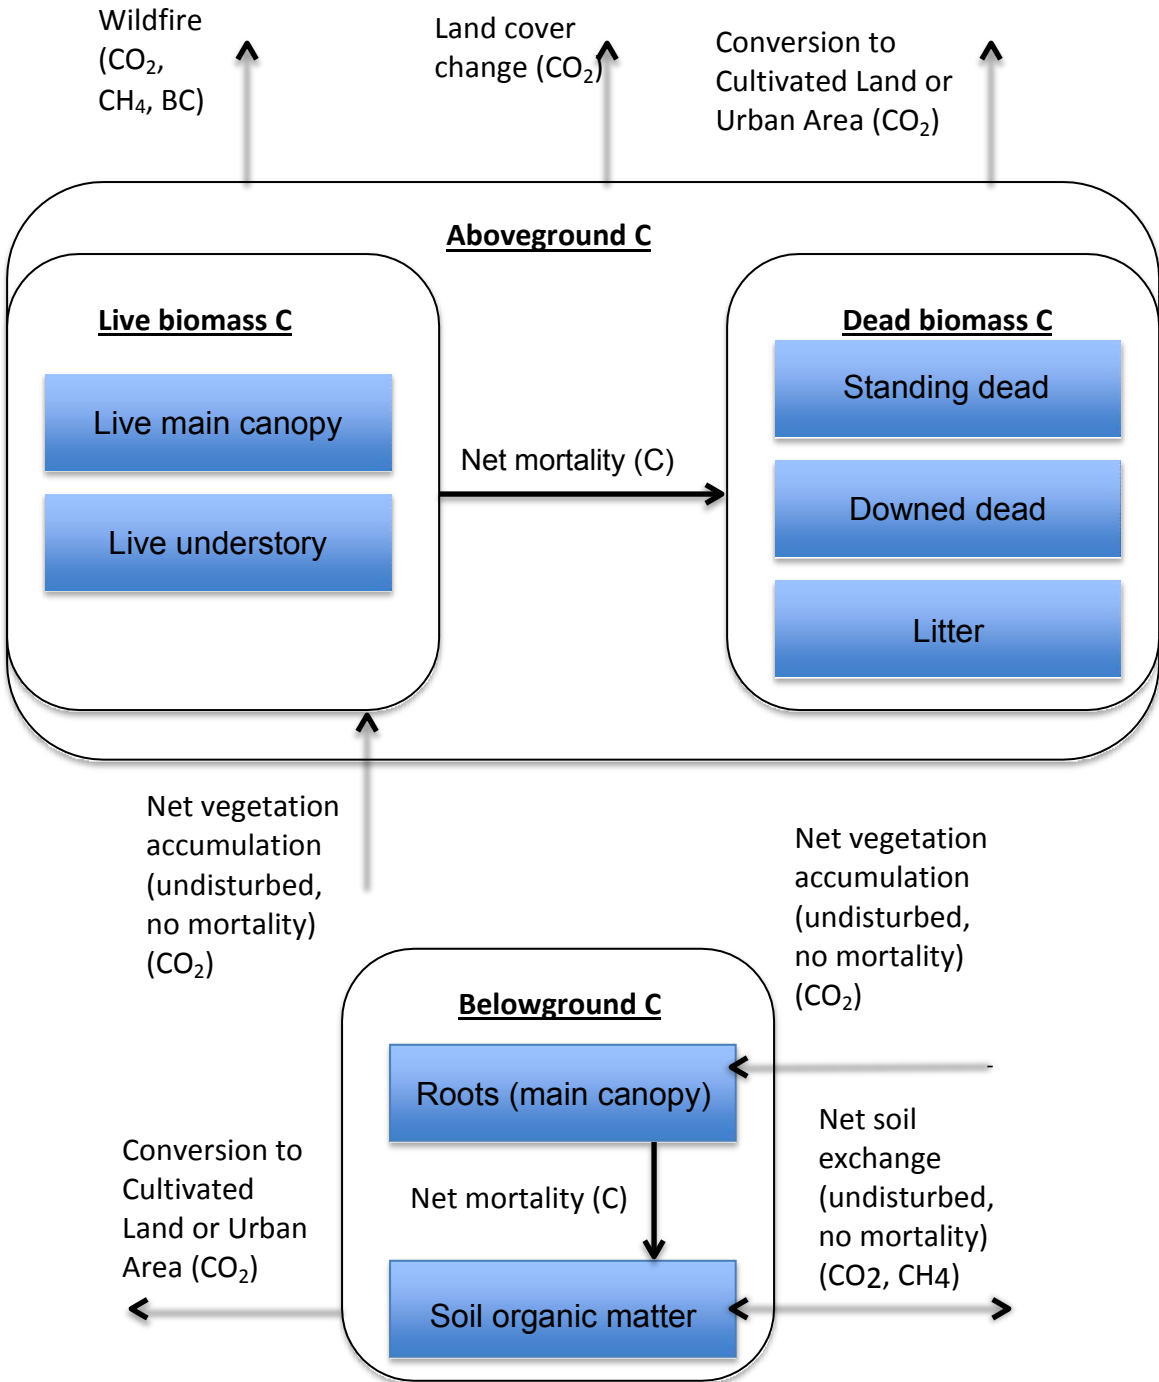 Wildfire
(CO₂,
CH₄, BC)
Land cover
change (CO₂)
Conversion to
Cultivated Land or
Urban Area (CO₂)
Aboveground C
Live biomass C
Live main canopy
Live understory
Net mortality (C)
Dead biomass C
Standing dead
Downed dead
Litter
Net vegetation
accumulation
(undisturbed,
no mortality)
(CO₂)
Net vegetation
accumulation
(undisturbed,
no mortality)
(CO₂)
Belowground C
Roots (main canopy)
Net mortality (C)
Soil organic matter
Conversion to
Cultivated
Land or Urban
Area (CO₂)
Net soil
exchange
(undisturbed,
no mortality)
(CO2, CH4)